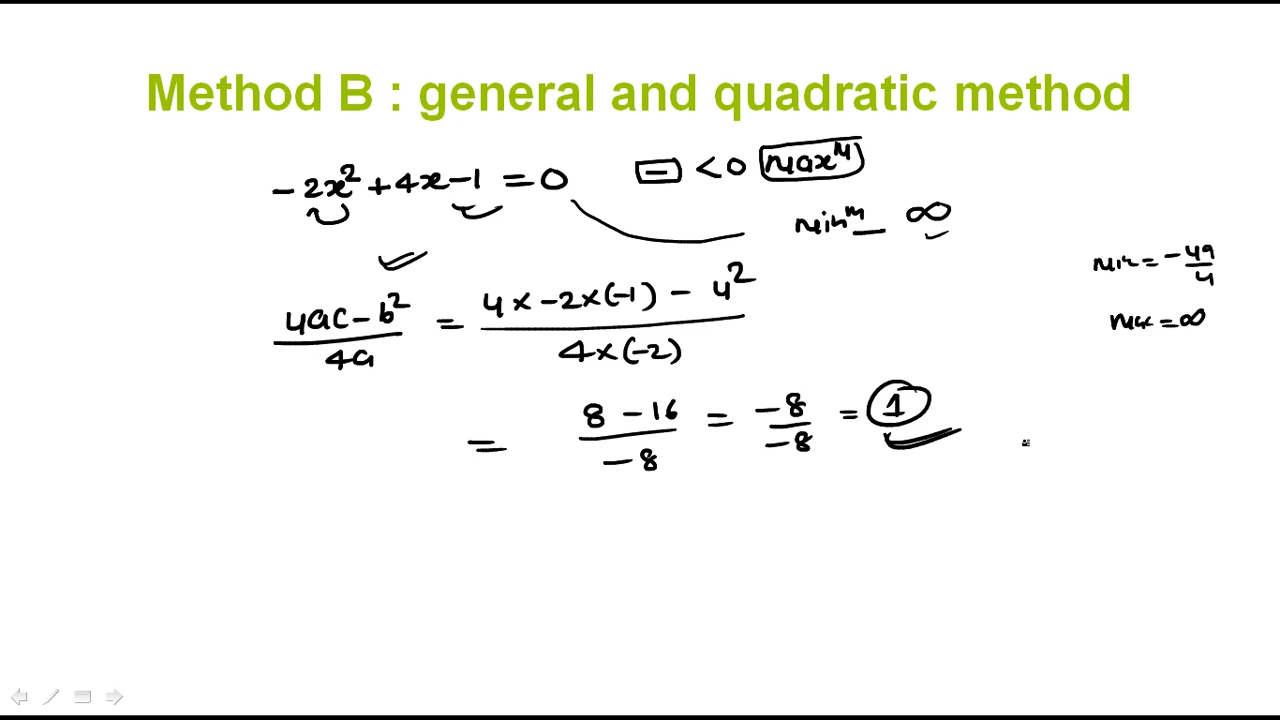 Method B : general and quadratic method
-2x² + 4x - 1 = 0   - < 0 maxᵐ
minᵐ ∞
min = -49/4
max = ∞
(4ac - b²)/4a = (4 x -2 x (-1) - 4²)/(4 x (-2))
= (8 - 16)/-8 = -8/-8 = 1